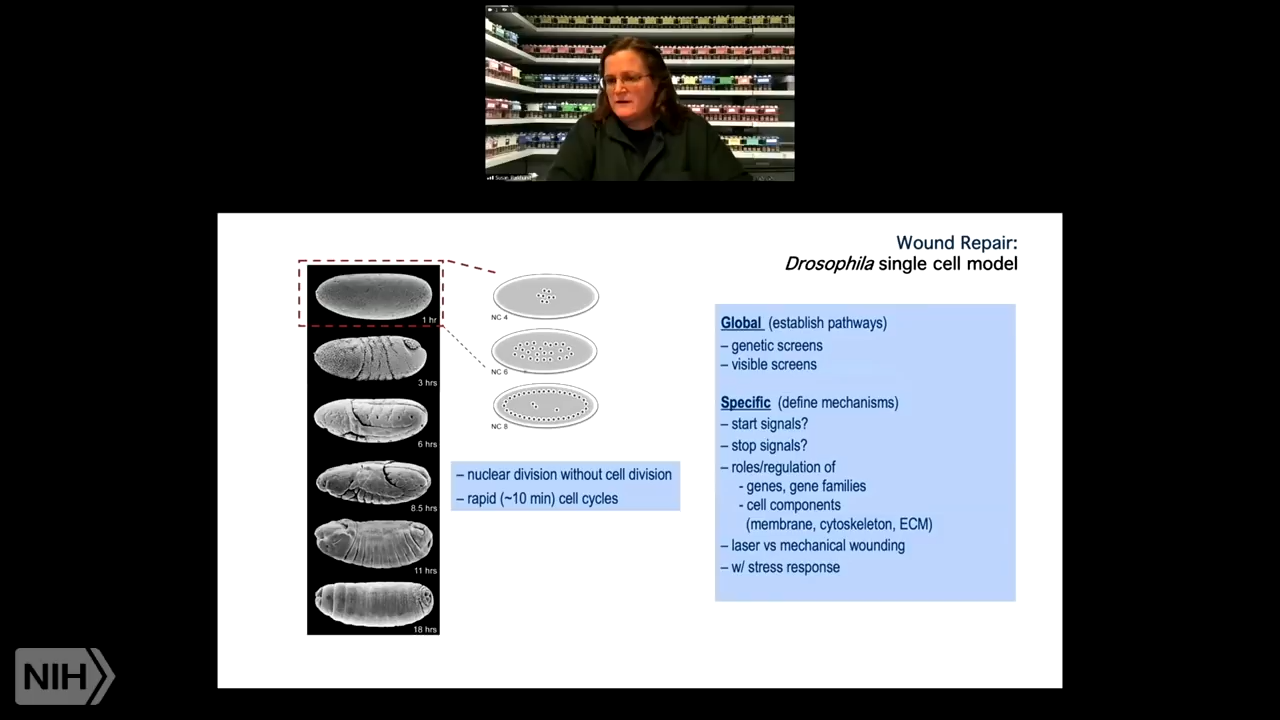 Wound Repair:
Drosophila single cell model
1 hr
3 hrs
6 hrs
8.5 hrs
11 hrs
18 hrs
NC 4
NC 6
NC 8
– nuclear division without cell division
– rapid (~10 min) cell cycles
Global (establish pathways)
– genetic screens
– visible screens
Specific (define mechanisms)
– start signals?
– stop signals?
– roles/regulation of
- genes, gene families
- cell components
(membrane, cytoskeleton, ECM)
– laser vs mechanical wounding
– w/ stress response
NIH